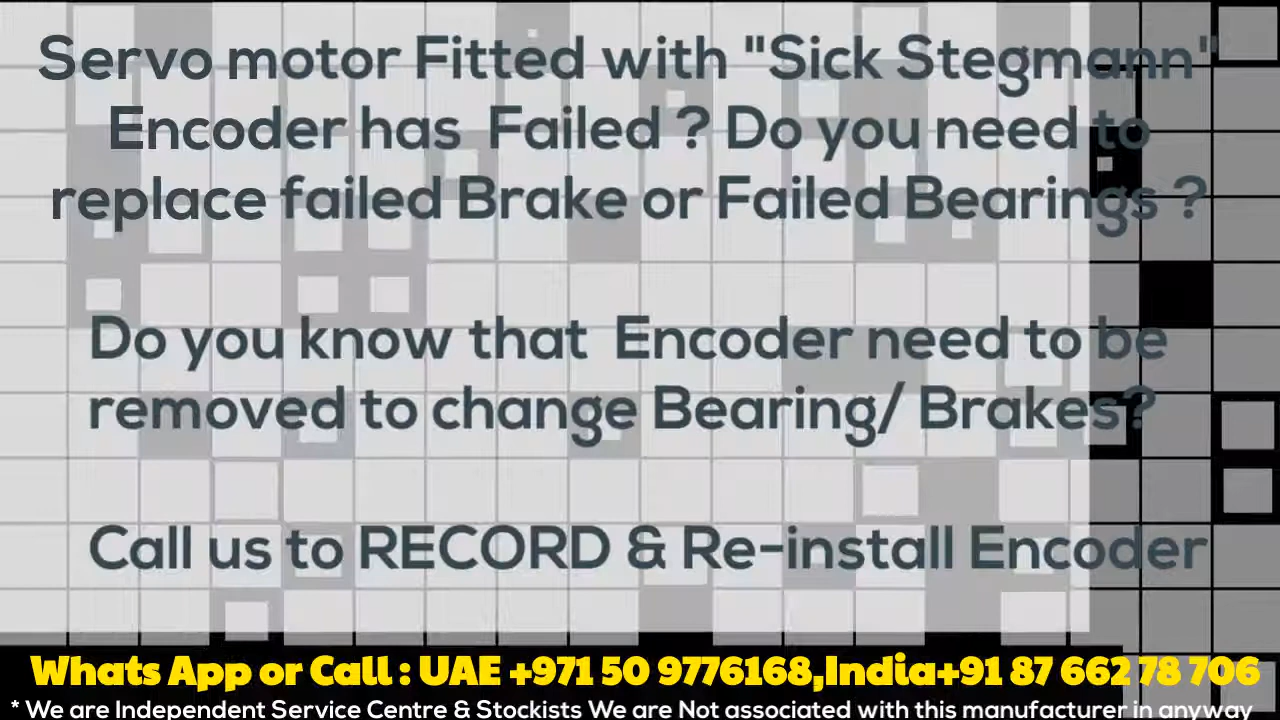 Servo motor Fitted with "Sick Stegmann"
Encoder has Failed ? Do you need to
replace failed Brake or Failed Bearings ?
Do you know that Encoder need to be
removed to change Bearing/ Brakes?
Call us to RECORD & Re-install Encoder
Whats App or Call : UAE +971 50 9776168,India+91 87 662 78 706
* We are Independent Service Centre & Stockists We are Not associated with this manufacturer in anyway